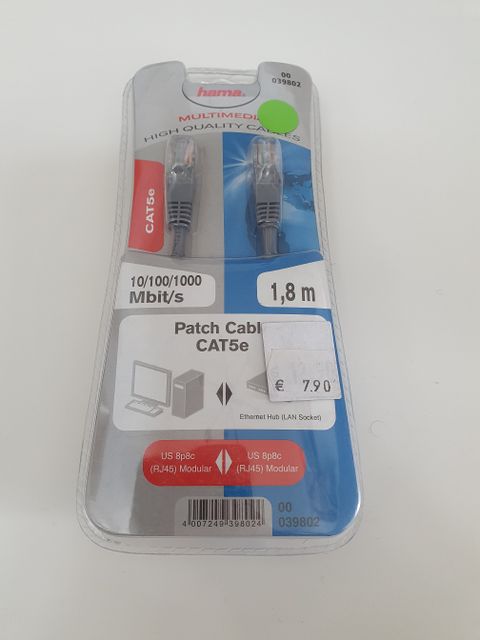 hama.
00
039802
MULTIMEDIA
HIGH QUALITY CABLES
CAT5e
10/100/1000
Mbit/s
1,8 m
Patch Cabl
CAT5e
€ 7.90
Ethernet Hub (LAN Socket)
US 8p8c
(RJ45) Modular
US 8p8c
(RJ45) Modular
4 007249 398024
00
039802